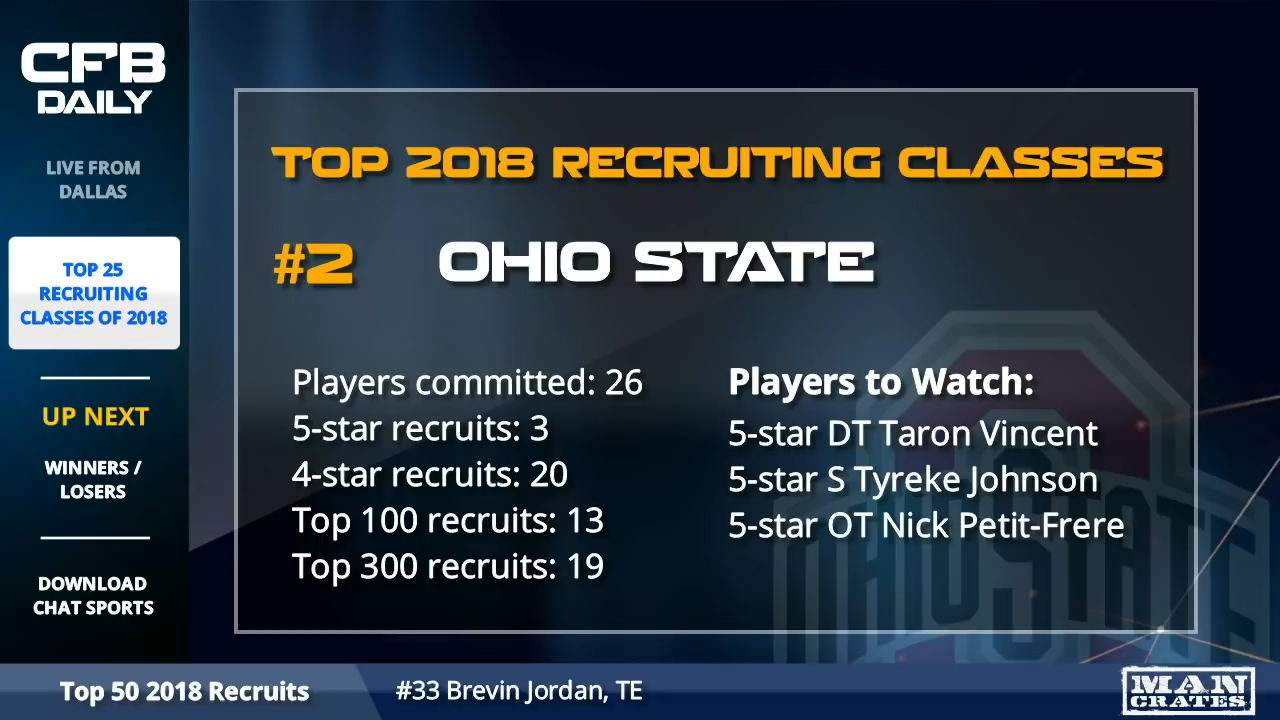 CFB
DAILY
LIVE FROM
DALLAS
TOP 25
RECRUITING
CLASSES OF 2018
UP NEXT
WINNERS /
LOSERS
DOWNLOAD
CHAT SPORTS
TOP 2018 RECRUITING CLASSES
#2 OHIO STATE
Players committed: 26
5-star recruits: 3
4-star recruits: 20
Top 100 recruits: 13
Top 300 recruits: 19
Players to Watch:
5-star DT Taron Vincent
5-star S Tyreke Johnson
5-star OT Nick Petit-Frere
OHIO STATE
Top 50 2018 Recruits
#33 Brevin Jordan, TE
MAN
CRATES